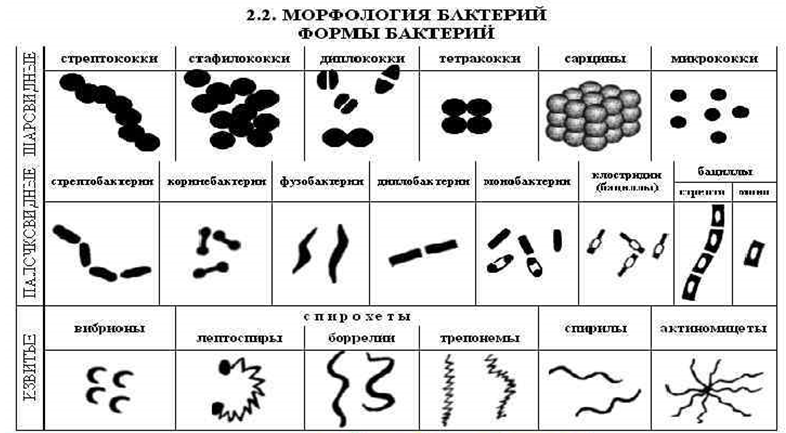 2.2. МОРФОЛОГИЯ БАКТЕРИЙ
ФОРМЫ БАКТЕРИЙ
ШАРОВИДНЫЕ
стрептококки стафилококки диплококки тетракокки сарцины микрококки
ПАЛОЧКОВИДНЫЕ
стрептобактерии коринебактерии фузобактерии диплобактерии монобактерии клостридии (бациллы) бациллы
стрепто моно
ИЗВИТЫЕ
вибрионы спирохеты спирилы актиномицеты
лептоспиры боррелии трепонемы